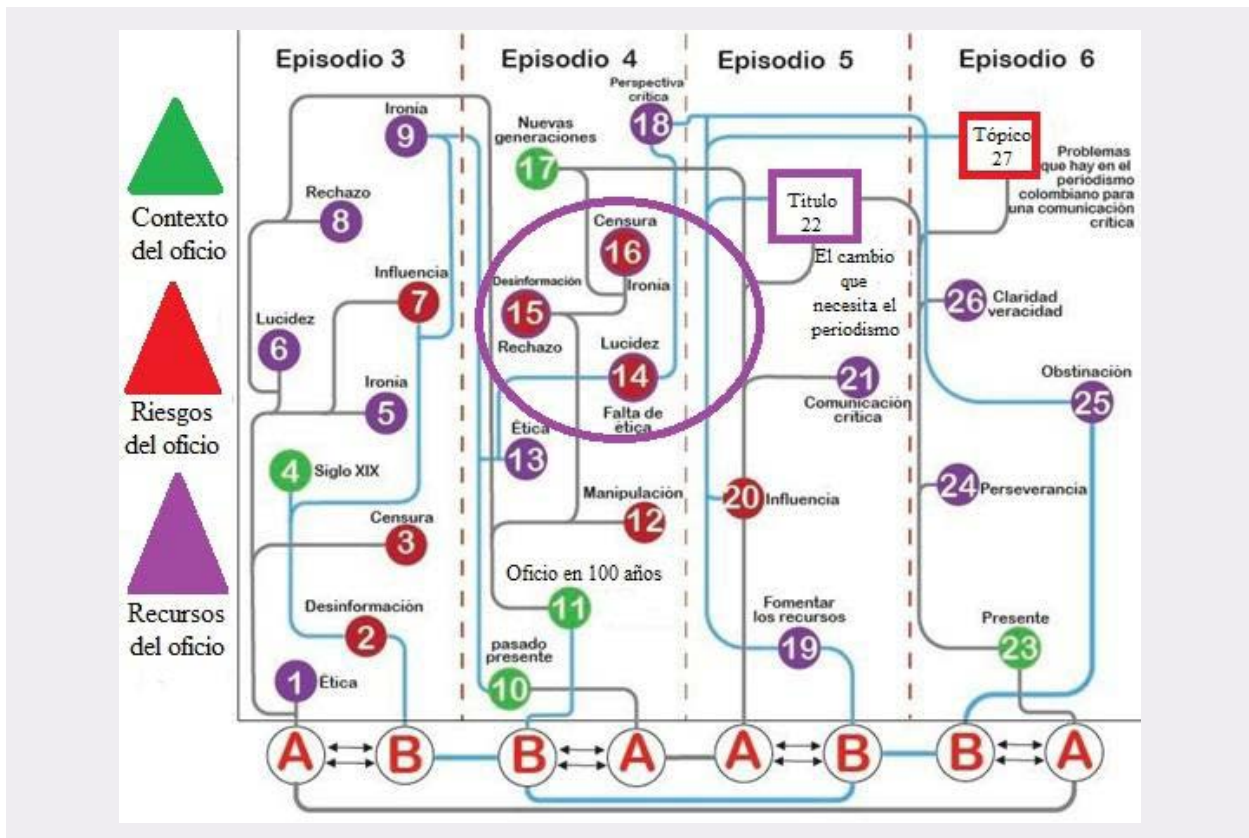 Episodio 3
Episodio 4
Episodio 5
Episodio 6
Contexto
del oficio
Riesgos
del oficio
Recursos
del oficio
Ironia
9
Rechazo
8
Influencia
7
Lucidez
6
Ironia
5
4
Siglo XIX
Censura
3
Desinformación
2
1
Ética
Perspectiva
crítica
18
Nuevas
generaciones
17
Censura
16
Ironia
Desinformación
15
Rechazo
Lucidez
14
Falta de
ética
Ética
13
Manipulación
12
Oficio en 100 años
11
pasado
presente
10
Titulo
22
El cambio
que
necesita el
periodismo
21
Comunicación
crítica
20
Influencia
Fomentar
los recursos
19
Tópico
27
Problemas
que hay en el
periodismo
colombiano para
una comunicación
crítica
26
Claridad
veracidad
Obstinación
25
24
Perseverancia
Presente
23
A B B A A B B A